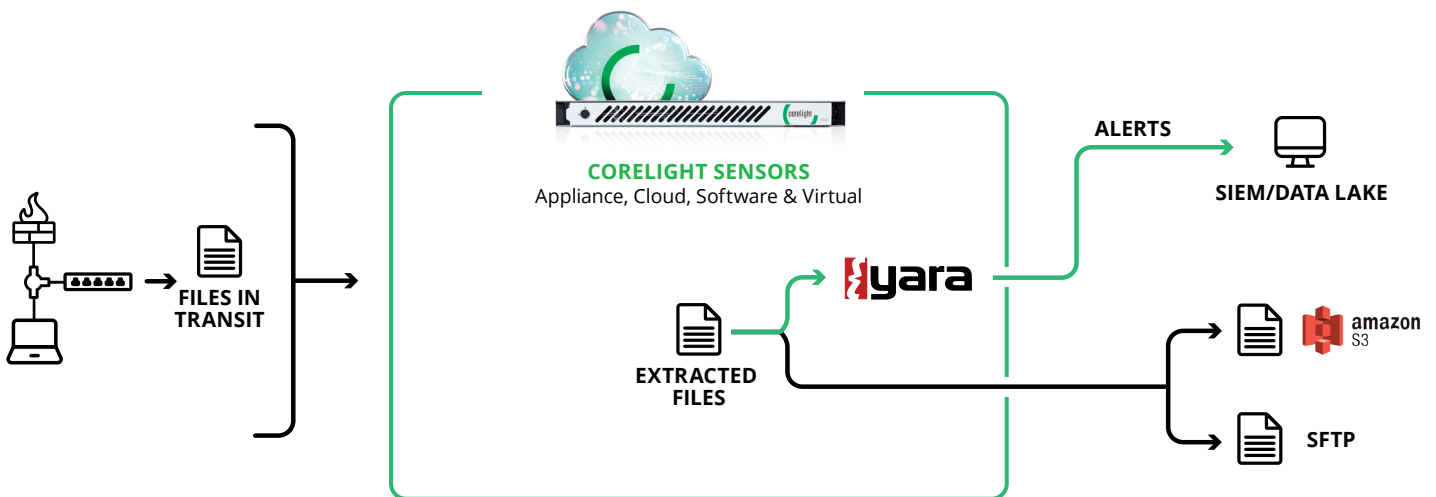 corelight
CORELIGHT SENSORS
Appliance, Cloud, Software & Virtual
ALERTS
SIEM/DATA LAKE
FILES IN
TRANSIT
yara
EXTRACTED
FILES
amazon
S3
SFTP